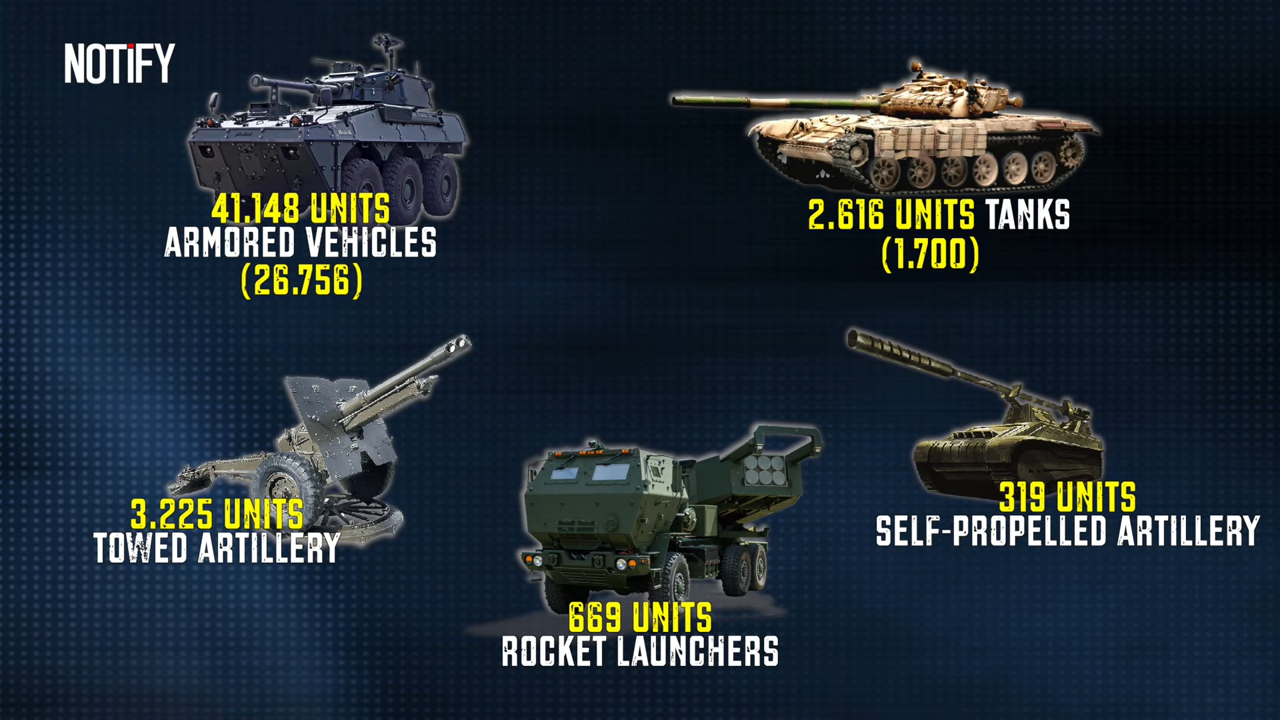 NOTiFY
41.148 UNITS
ARMORED VEHICLES
(26.756)
2.616 UNITS TANKS
(1.700)
3.225 UNITS
TOWED ARTILLERY
669 UNITS
ROCKET LAUNCHERS
319 UNITS
SELF-PROPELLED ARTILLERY